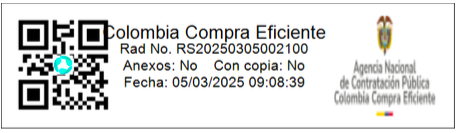 Colombia Compra Eficiente
Rad No. RS20250305002100
Anexos: No    Con copia: No
Fecha: 05/03/2025 09:08:39
Agencia Nacional
de Contratación Pública
Colombia Compra Eficiente